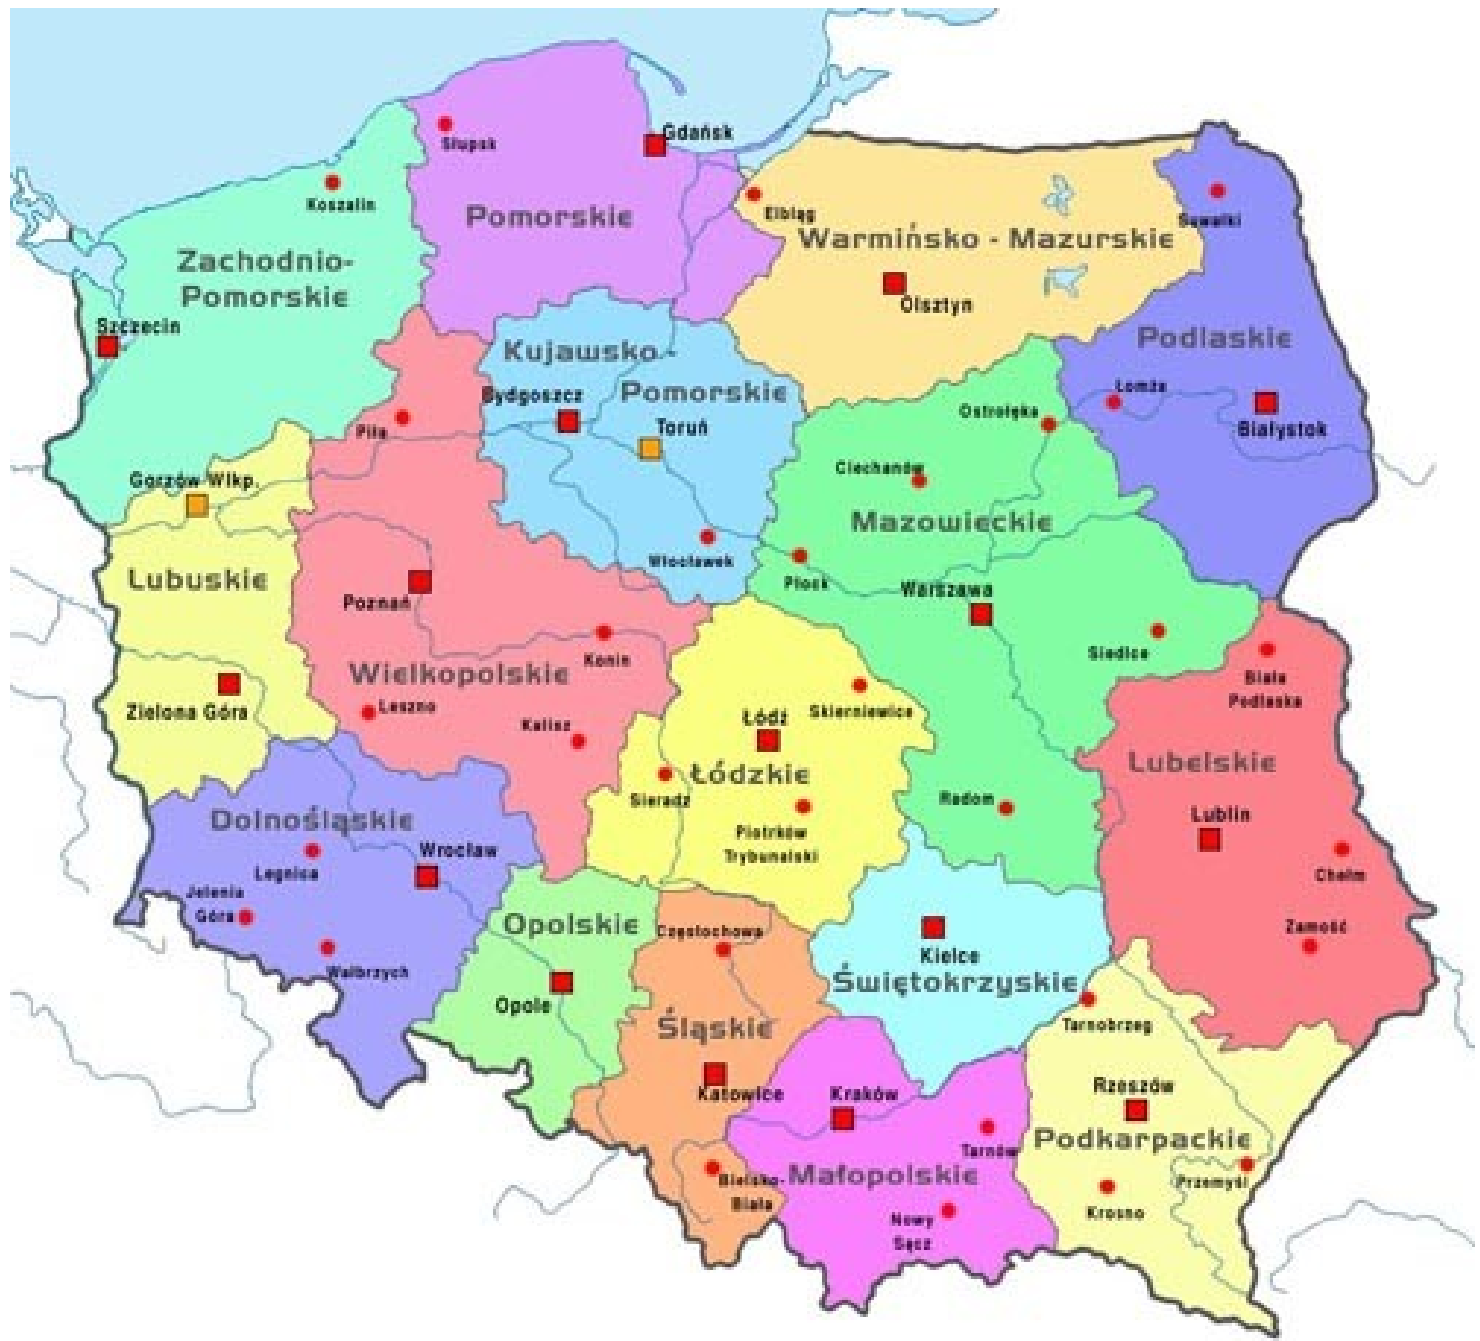 Gdańsk
Słupsk
Koszalin
Pomorskie
Elbląg
Suwałki
Warmińsko - Mazurskie
Zachodnio-
Pomorskie
Olsztyn
Szczecin
Podlaskie
Kujawsko -
Pomorskie
Bydgoszcz
Toruń
Piła
Łomża
Ostrołęka
Białystok
Ciechanów
Gorzów Wlkp.
Mazowieckie
Włocławek
Płock
Lubuskie
Poznań
Warszawa
Konin
Siedlce
Wielkopolskie
Biała
Podlaska
Zielona Góra
Leszno
Kalisz
Łódź
Skierniewice
Łódzkie
Lubelskie
Sieradz
Radom
Lublin
Piotrków
Trybunalski
Dolnośląskie
Wrocław
Legnica
Chełm
Jelenia
Góra
Opolskie
Częstochowa
Zamość
Kielce
Wałbrzych
Świętokrzyskie
Opole
Śląskie
Tarnobrzeg
Katowice
Kraków
Rzeszów
Tarnów
Podkarpackie
Małopolskie
Przemyśl
Bielsko-
Biała
Nowy
Sącz
Krosno